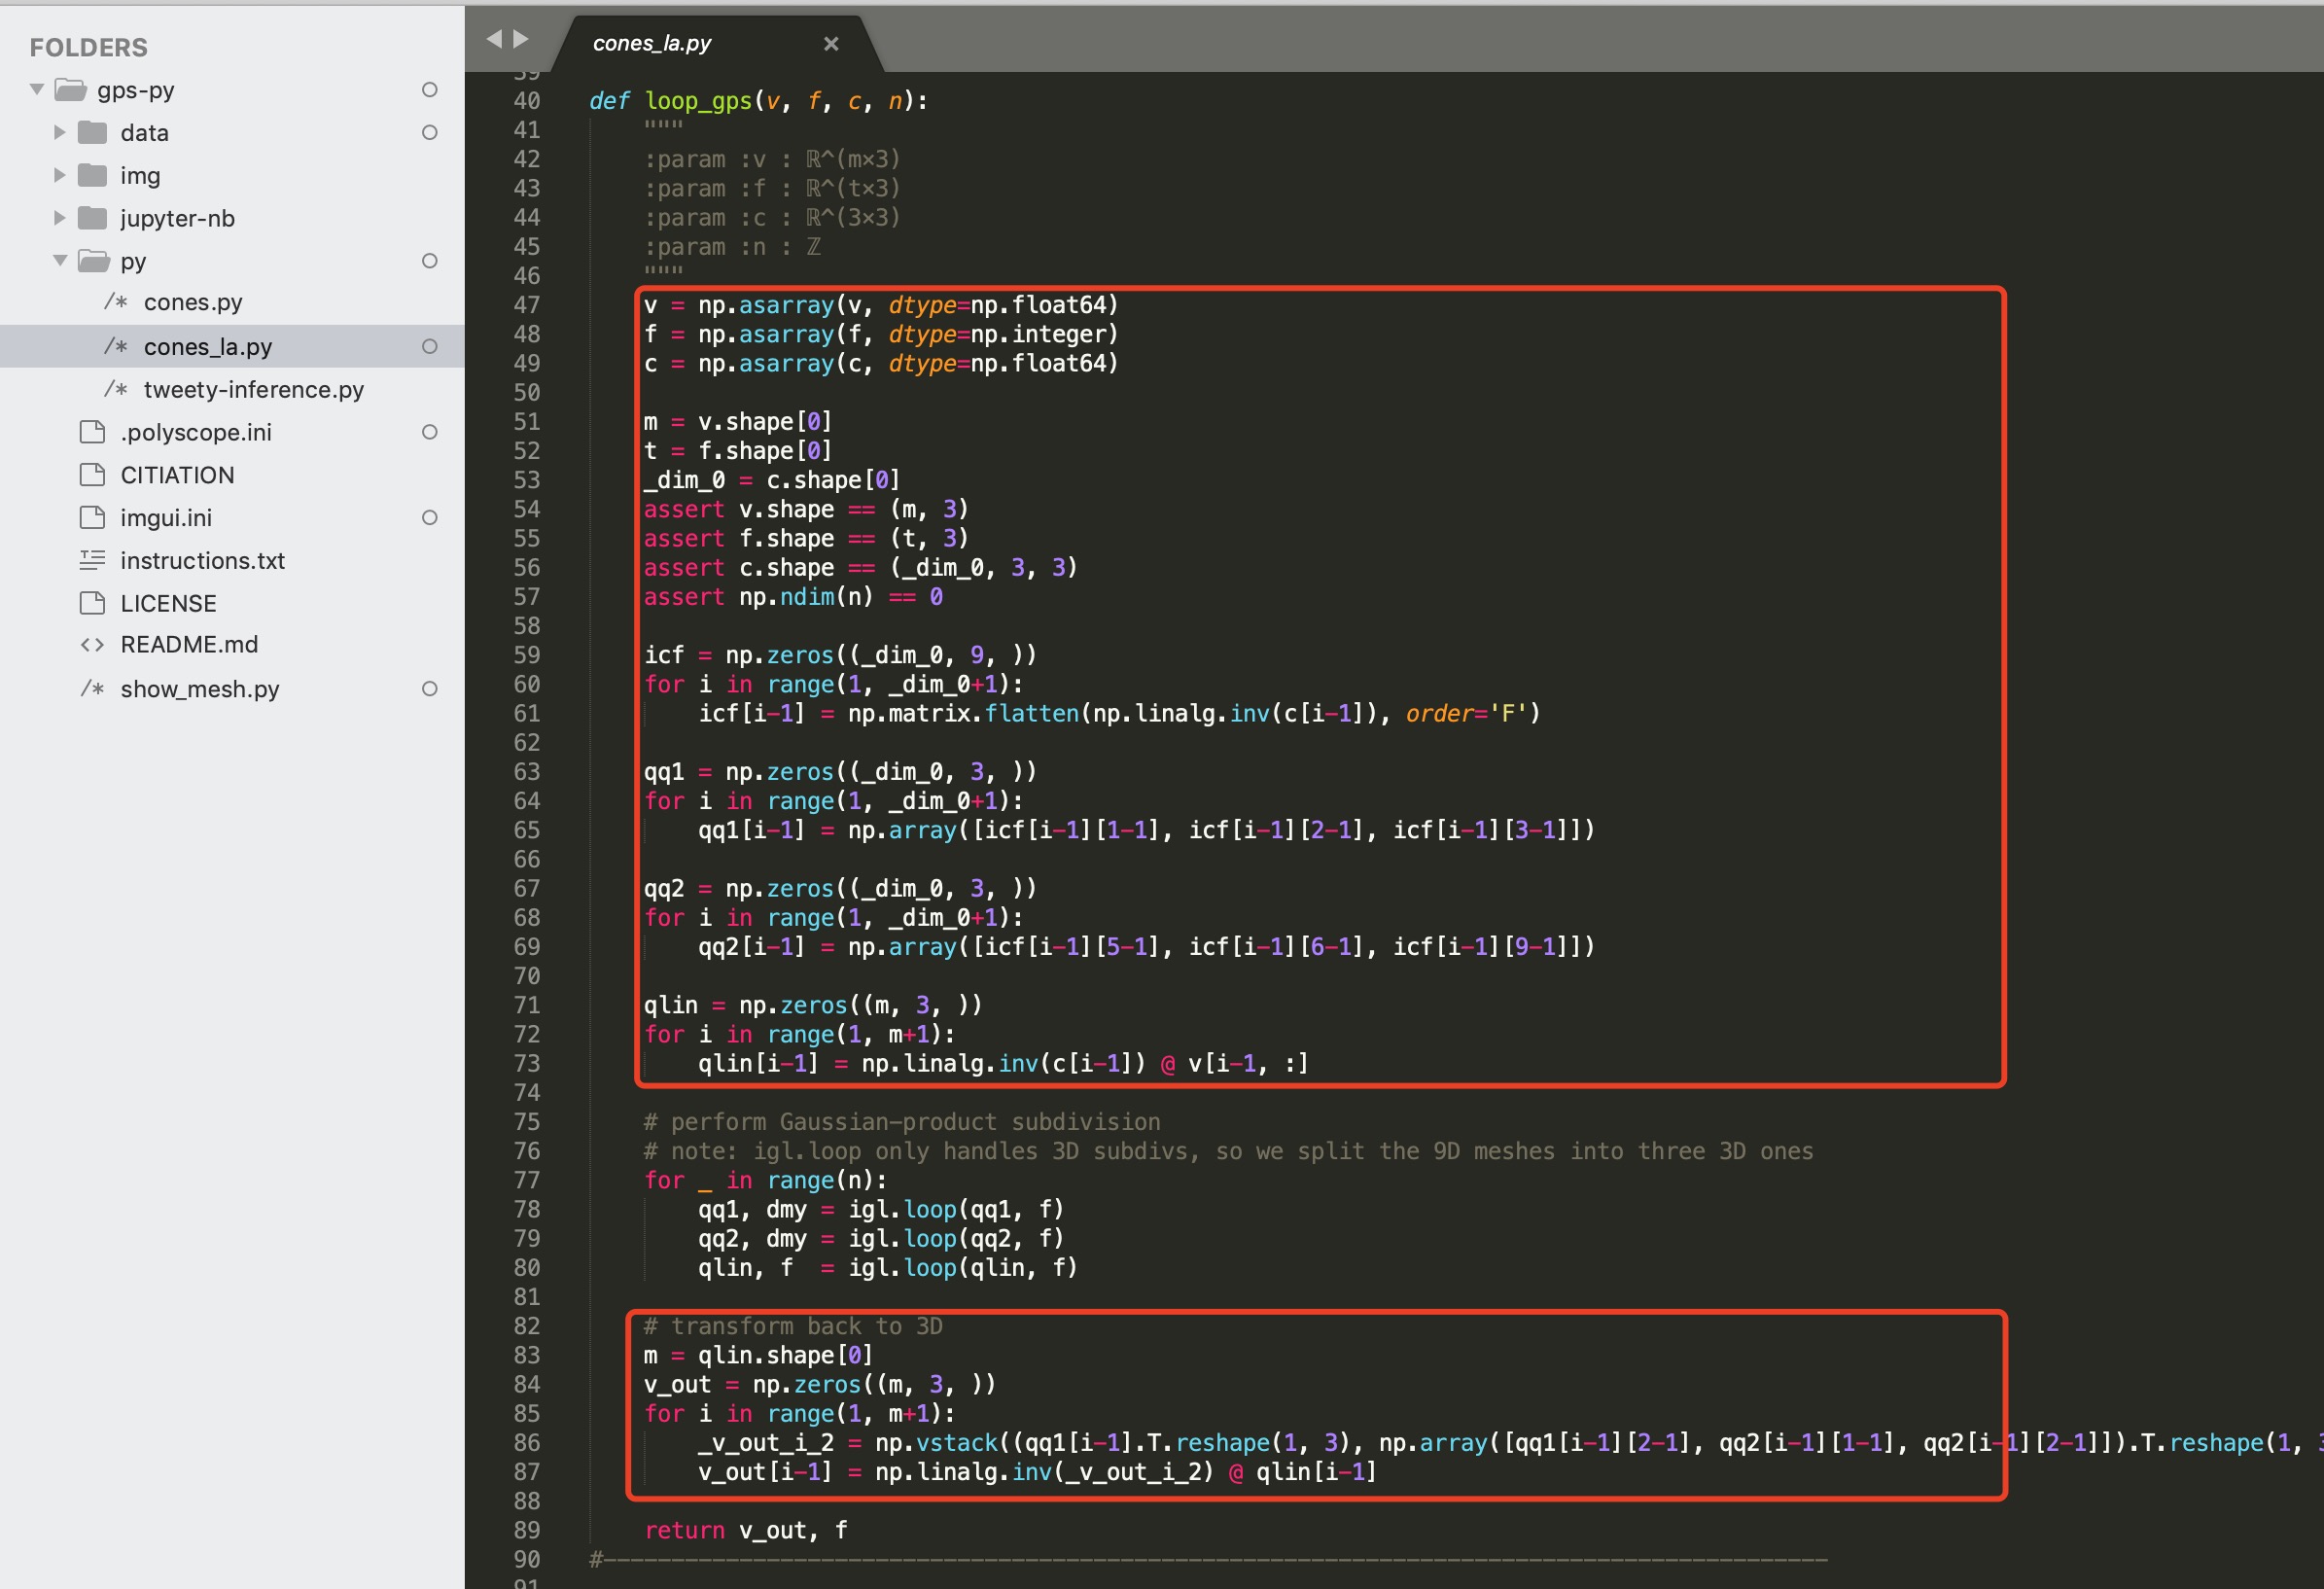 FOLDERS
gps-py
data
img
jupyter-nb
py
/* cones.py
/* cones_la.py
/* tweety-inference.py
.polyscope.ini
CITATION
imgui.ini
instructions.txt
LICENSE
<> README.md
/* show_mesh.py
cones_la.py ×
39
40 def loop_gps(v, f, c, n):
41     """
42     :param :v : ℝ^(m×3)
43     :param :f : ℝ^(t×3)
44     :param :c : ℝ^(3×3)
45     :param :n : ℤ
46     """
47     v = np.asarray(v, dtype=np.float64)
48     f = np.asarray(f, dtype=np.integer)
49     c = np.asarray(c, dtype=np.float64)
50
51     m = v.shape[0]
52     t = f.shape[0]
53     _dim_0 = c.shape[0]
54     assert v.shape == (m, 3)
55     assert f.shape == (t, 3)
56     assert c.shape == (_dim_0, 3, 3)
57     assert np.ndim(n) == 0
58
59     icf = np.zeros((_dim_0, 9, ))
60     for i in range(1, _dim_0+1):
61         icf[i-1] = np.matrix.flatten(np.linalg.inv(c[i-1]), order='F')
62
63     qq1 = np.zeros((_dim_0, 3, ))
64     for i in range(1, _dim_0+1):
65         qq1[i-1] = np.array([icf[i-1][1-1], icf[i-1][2-1], icf[i-1][3-1]])
66
67     qq2 = np.zeros((_dim_0, 3, ))
68     for i in range(1, _dim_0+1):
69         qq2[i-1] = np.array([icf[i-1][5-1], icf[i-1][6-1], icf[i-1][9-1]])
70
71     qlin = np.zeros((m, 3, ))
72     for i in range(1, m+1):
73         qlin[i-1] = np.linalg.inv(c[i-1]) @ v[i-1, :]
74
75     # perform Gaussian-product subdivision
76     # note: igl.loop only handles 3D subdivs, so we split the 9D meshes into three 3D ones
77     for _ in range(n):
78         qq1, dmy = igl.loop(qq1, f)
79         qq2, dmy = igl.loop(qq2, f)
80         qlin, f  = igl.loop(qlin, f)
81
82     # transform back to 3D
83     m = qlin.shape[0]
84     v_out = np.zeros((m, 3, ))
85     for i in range(1, m+1):
86         _v_out_i_2 = np.vstack((qq1[i-1].T.reshape(1, 3), np.array([qq1[i-1][2-1], qq2[i-1][1-1], qq2[i-1][2-1]]).T.reshape(1,
87         v_out[i-1] = np.linalg.inv(_v_out_i_2) @ qlin[i-1]
88
89     return v_out, f
90 #------------------------------------------------------------------------------------------
91